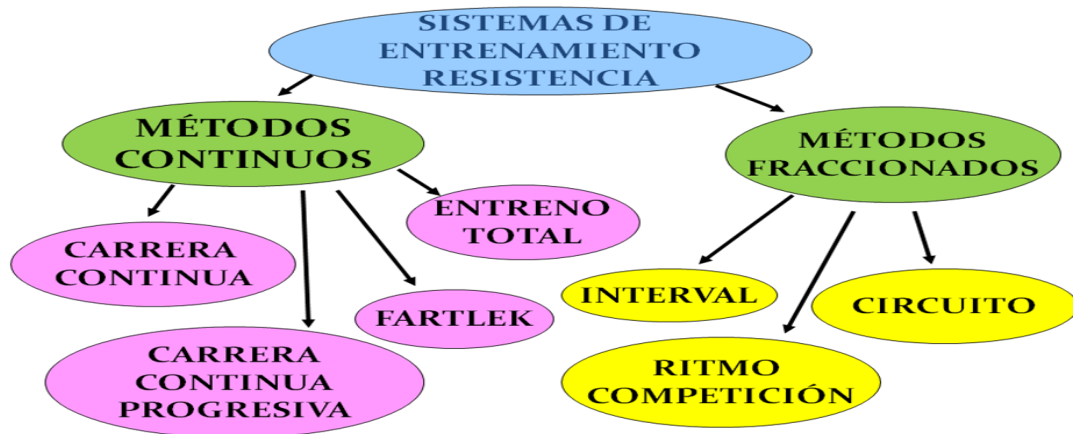 SISTEMAS DE
ENTRENAMIENTO
RESISTENCIA
MÉTODOS
CONTINUOS
MÉTODOS
FRACCIONADOS
CARRERA
CONTINUA
ENTRENO
TOTAL
FARTLEK
CARRERA
CONTINUA
PROGRESIVA
INTERVAL
CIRCUITO
RITMO
COMPETICIÓN